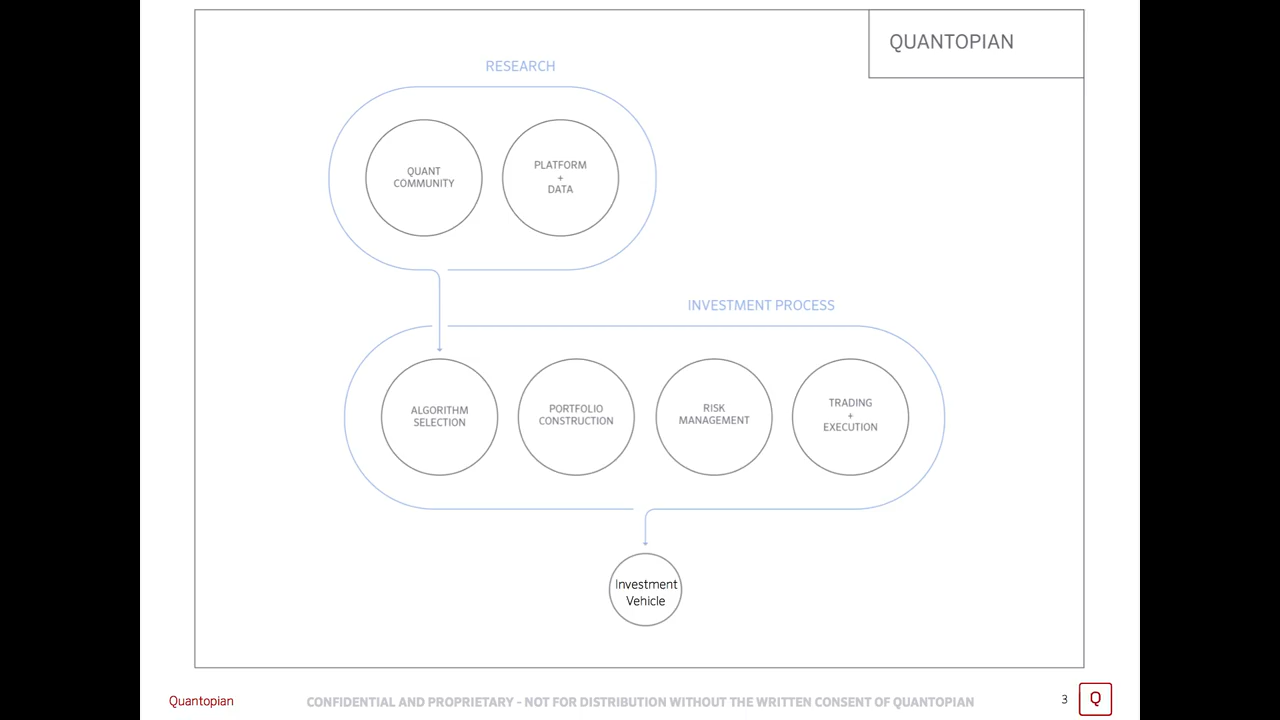 QUANTOPIAN
RESEARCH
QUANT
COMMUNITY
PLATFORM
+
DATA
INVESTMENT PROCESS
ALGORITHM
SELECTION
PORTFOLIO
CONSTRUCTION
RISK
MANAGEMENT
TRADING
+
EXECUTION
Investment
Vehicle
Quantopian
CONFIDENTIAL AND PROPRIETARY - NOT FOR DISTRIBUTION WITHOUT THE WRITTEN CONSENT OF QUANTOPIAN
3
Q